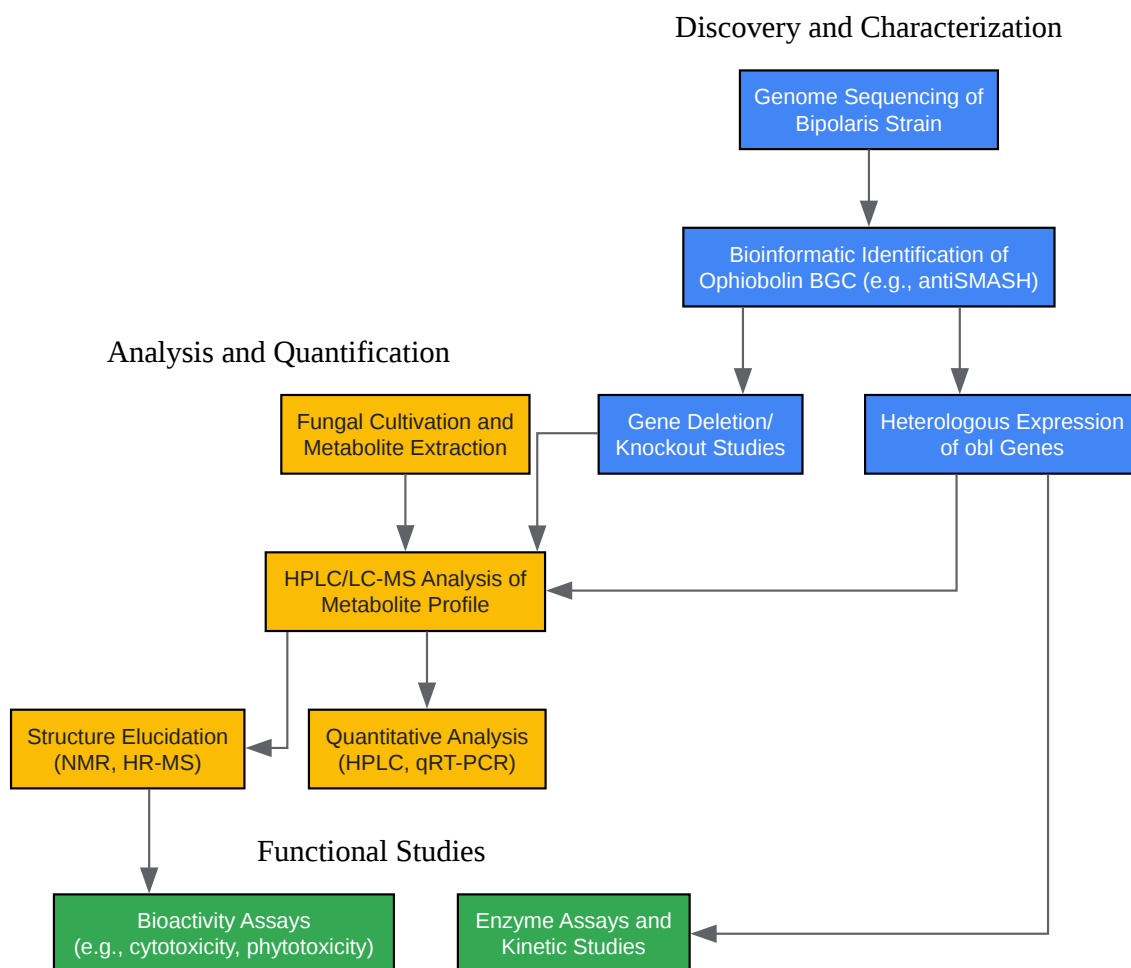 Discovery and Characterization
Genome Sequencing of
Bipolaris Strain
Bioinformatic Identification of
Ophiobolin BGC (e.g., antiSMASH)
Analysis and Quantification
Fungal Cultivation and
Metabolite Extraction
Gene Deletion/
Knockout Studies
Heterologous Expression
of obl Genes
HPLC/LC-MS Analysis of
Metabolite Profile
Structure Elucidation
(NMR, HR-MS)
Quantitative Analysis
(HPLC, qRT-PCR)
Functional Studies
Bioactivity Assays
(e.g., cytotoxicity, phytotoxicity)
Enzyme Assays and
Kinetic Studies